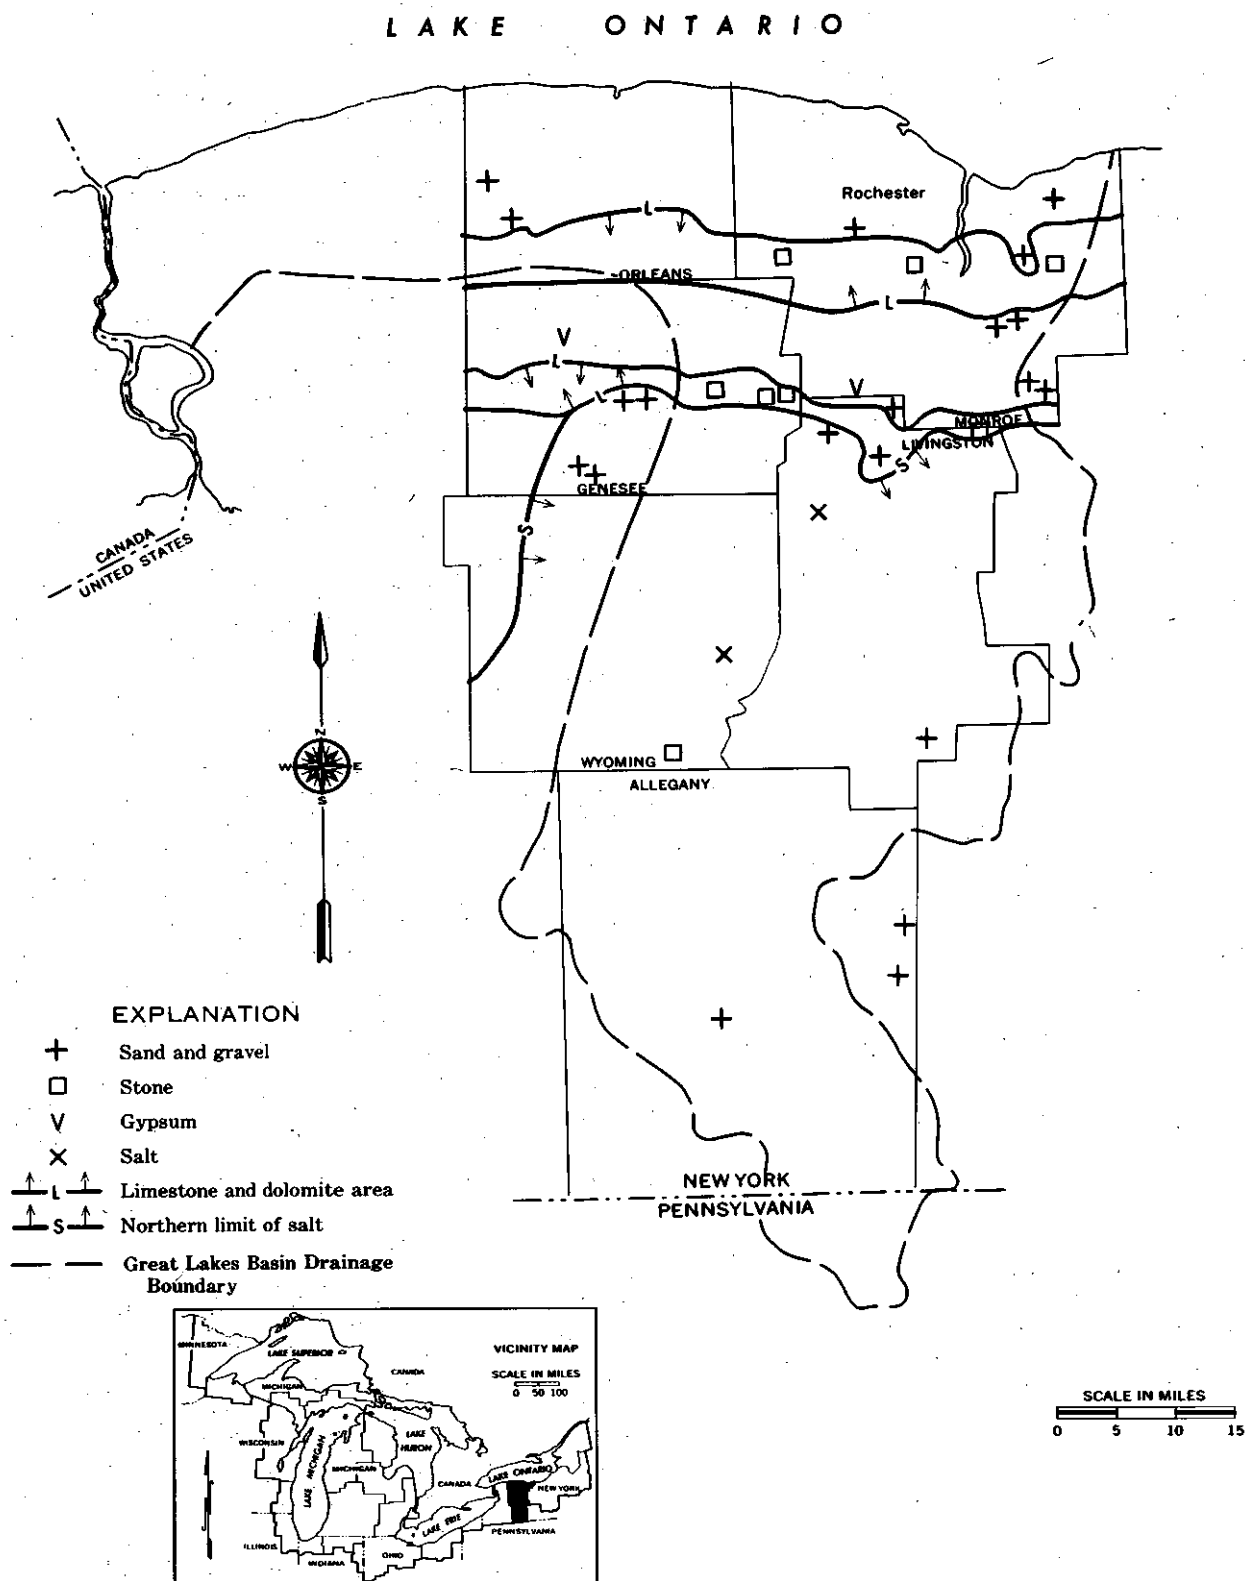 LAKE ONTARIO
Rochester
L
ORLEANS
L
V
L
V
L
MONROE
LIVINGSTON
S
GENESEE
S
CANADA
UNITED STATES
N
W E
S
WYOMING
ALLEGANY
EXPLANATION
Sand and gravel
Stone
V Gypsum
Salt
L Limestone and dolomite area
S Northern limit of salt
Great Lakes Basin Drainage
Boundary
NEW YORK
PENNSYLVANIA
VICINITY MAP
SCALE IN MILES
0 50 100
MINNESOTA
LAKE SUPERIOR
CANADA
MICHIGAN
WISCONSIN
LAKE MICHIGAN
LAKE
HURON
MICHIGAN
CANADA
LAKE ONTARIO
NEW YORK
LAKE ERIE
PENNSYLVANIA
ILLINOIS
INDIANA
OHIO
SCALE IN MILES
0 5 10 15